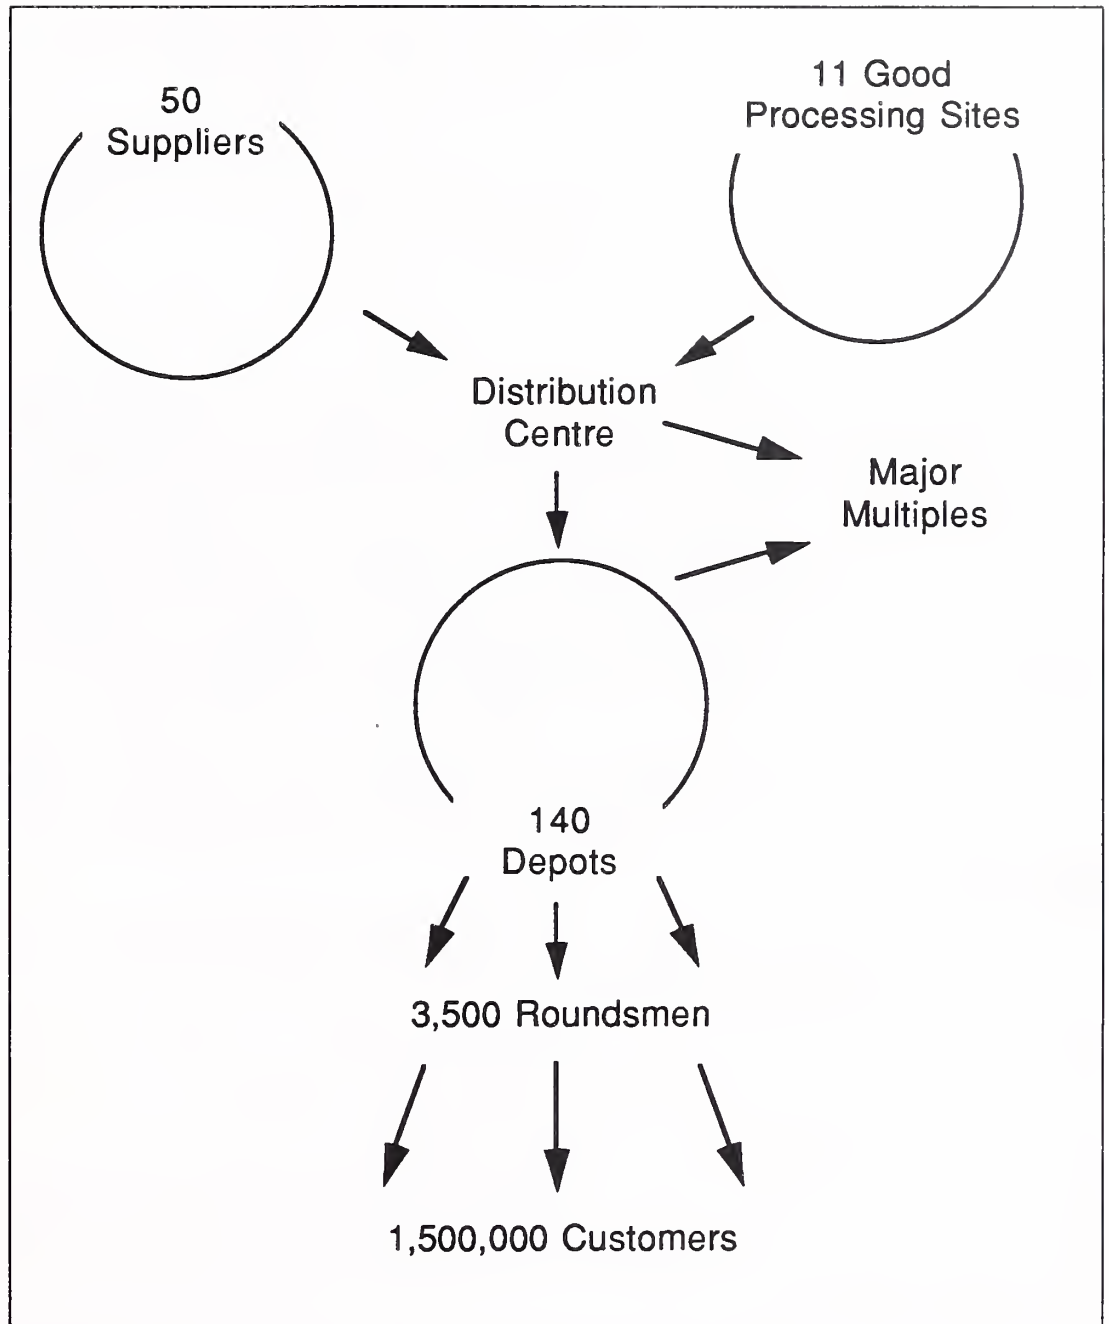 50
Suppliers
11 Good
Processing Sites
Distribution
Centre
Major
Multiples
140
Depots
3,500 Roundsmen
1,500,000 Customers